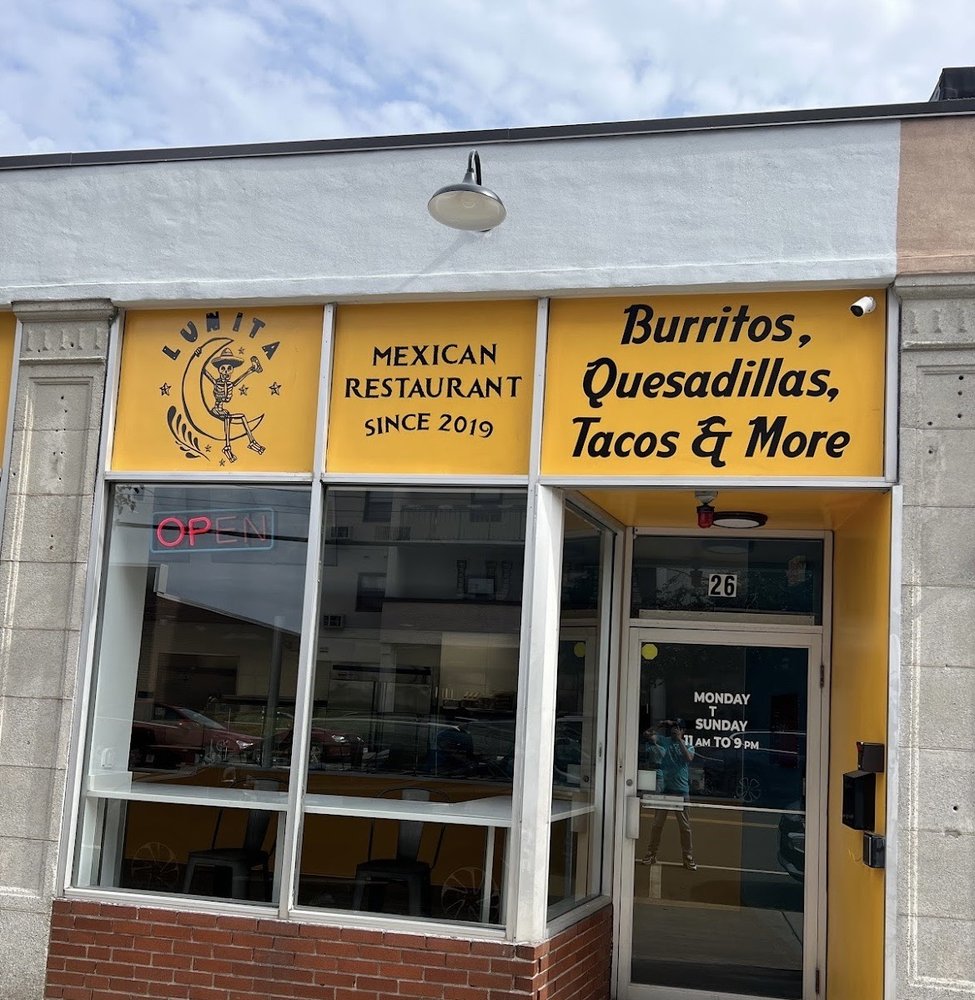 LUNITA
MEXICAN
RESTAURANT
SINCE 2019
Burritos,
Quesadillas,
Tacos & More
OPEN
26
MONDAY
T
SUNDAY
11 AM TO 9 PM